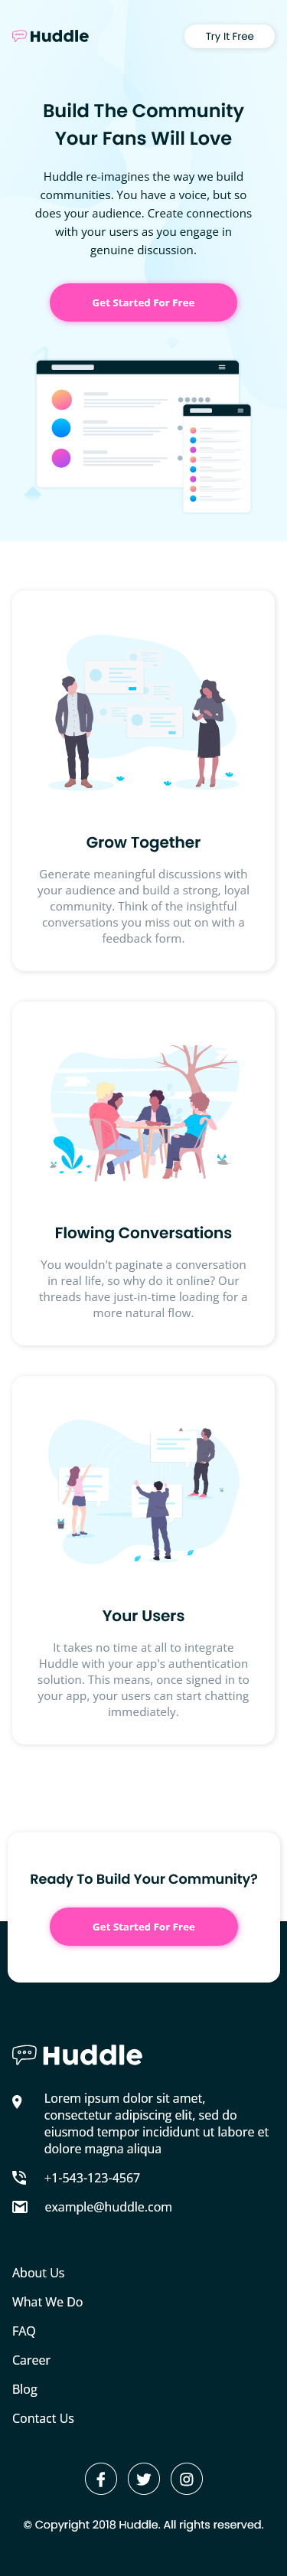 Huddle
Try It Free
Build The Community
Your Fans Will Love
Huddle re-imagines the way we build
communities. You have a voice, but so
does your audience. Create connections
with your users as you engage in
genuine discussion.
Get Started For Free
Grow Together
Generate meaningful discussions with
your audience and build a strong, loyal
community. Think of the insightful
conversations you miss out on with a
feedback form.
Flowing Conversations
You wouldn't paginate a conversation
in real life, so why do it online? Our
threads have just-in-time loading for a
more natural flow.
Your Users
It takes no time at all to integrate
Huddle with your app's authentication
solution. This means, once signed in to
your app, your users can start chatting
immediately.
Ready To Build Your Community?
Get Started For Free
Huddle
Lorem ipsum dolor sit amet,
consectetur adipiscing elit, sed do
eiusmod tempor incididunt ut labore et
dolore magna aliqua
+1-543-123-4567
example@huddle.com
About Us
What We Do
FAQ
Career
Blog
Contact Us
© Copyright 2018 Huddle. All rights reserved.